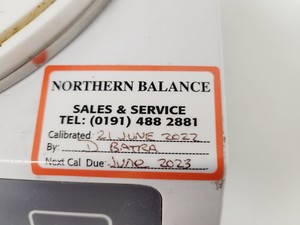 NORTHERN BALANCE
SALES & SERVICE
TEL: (0191) 488 2881
Calibrated 21 JUNE 2022
By: D BATRA
Next Cal Due: JUNE 2023